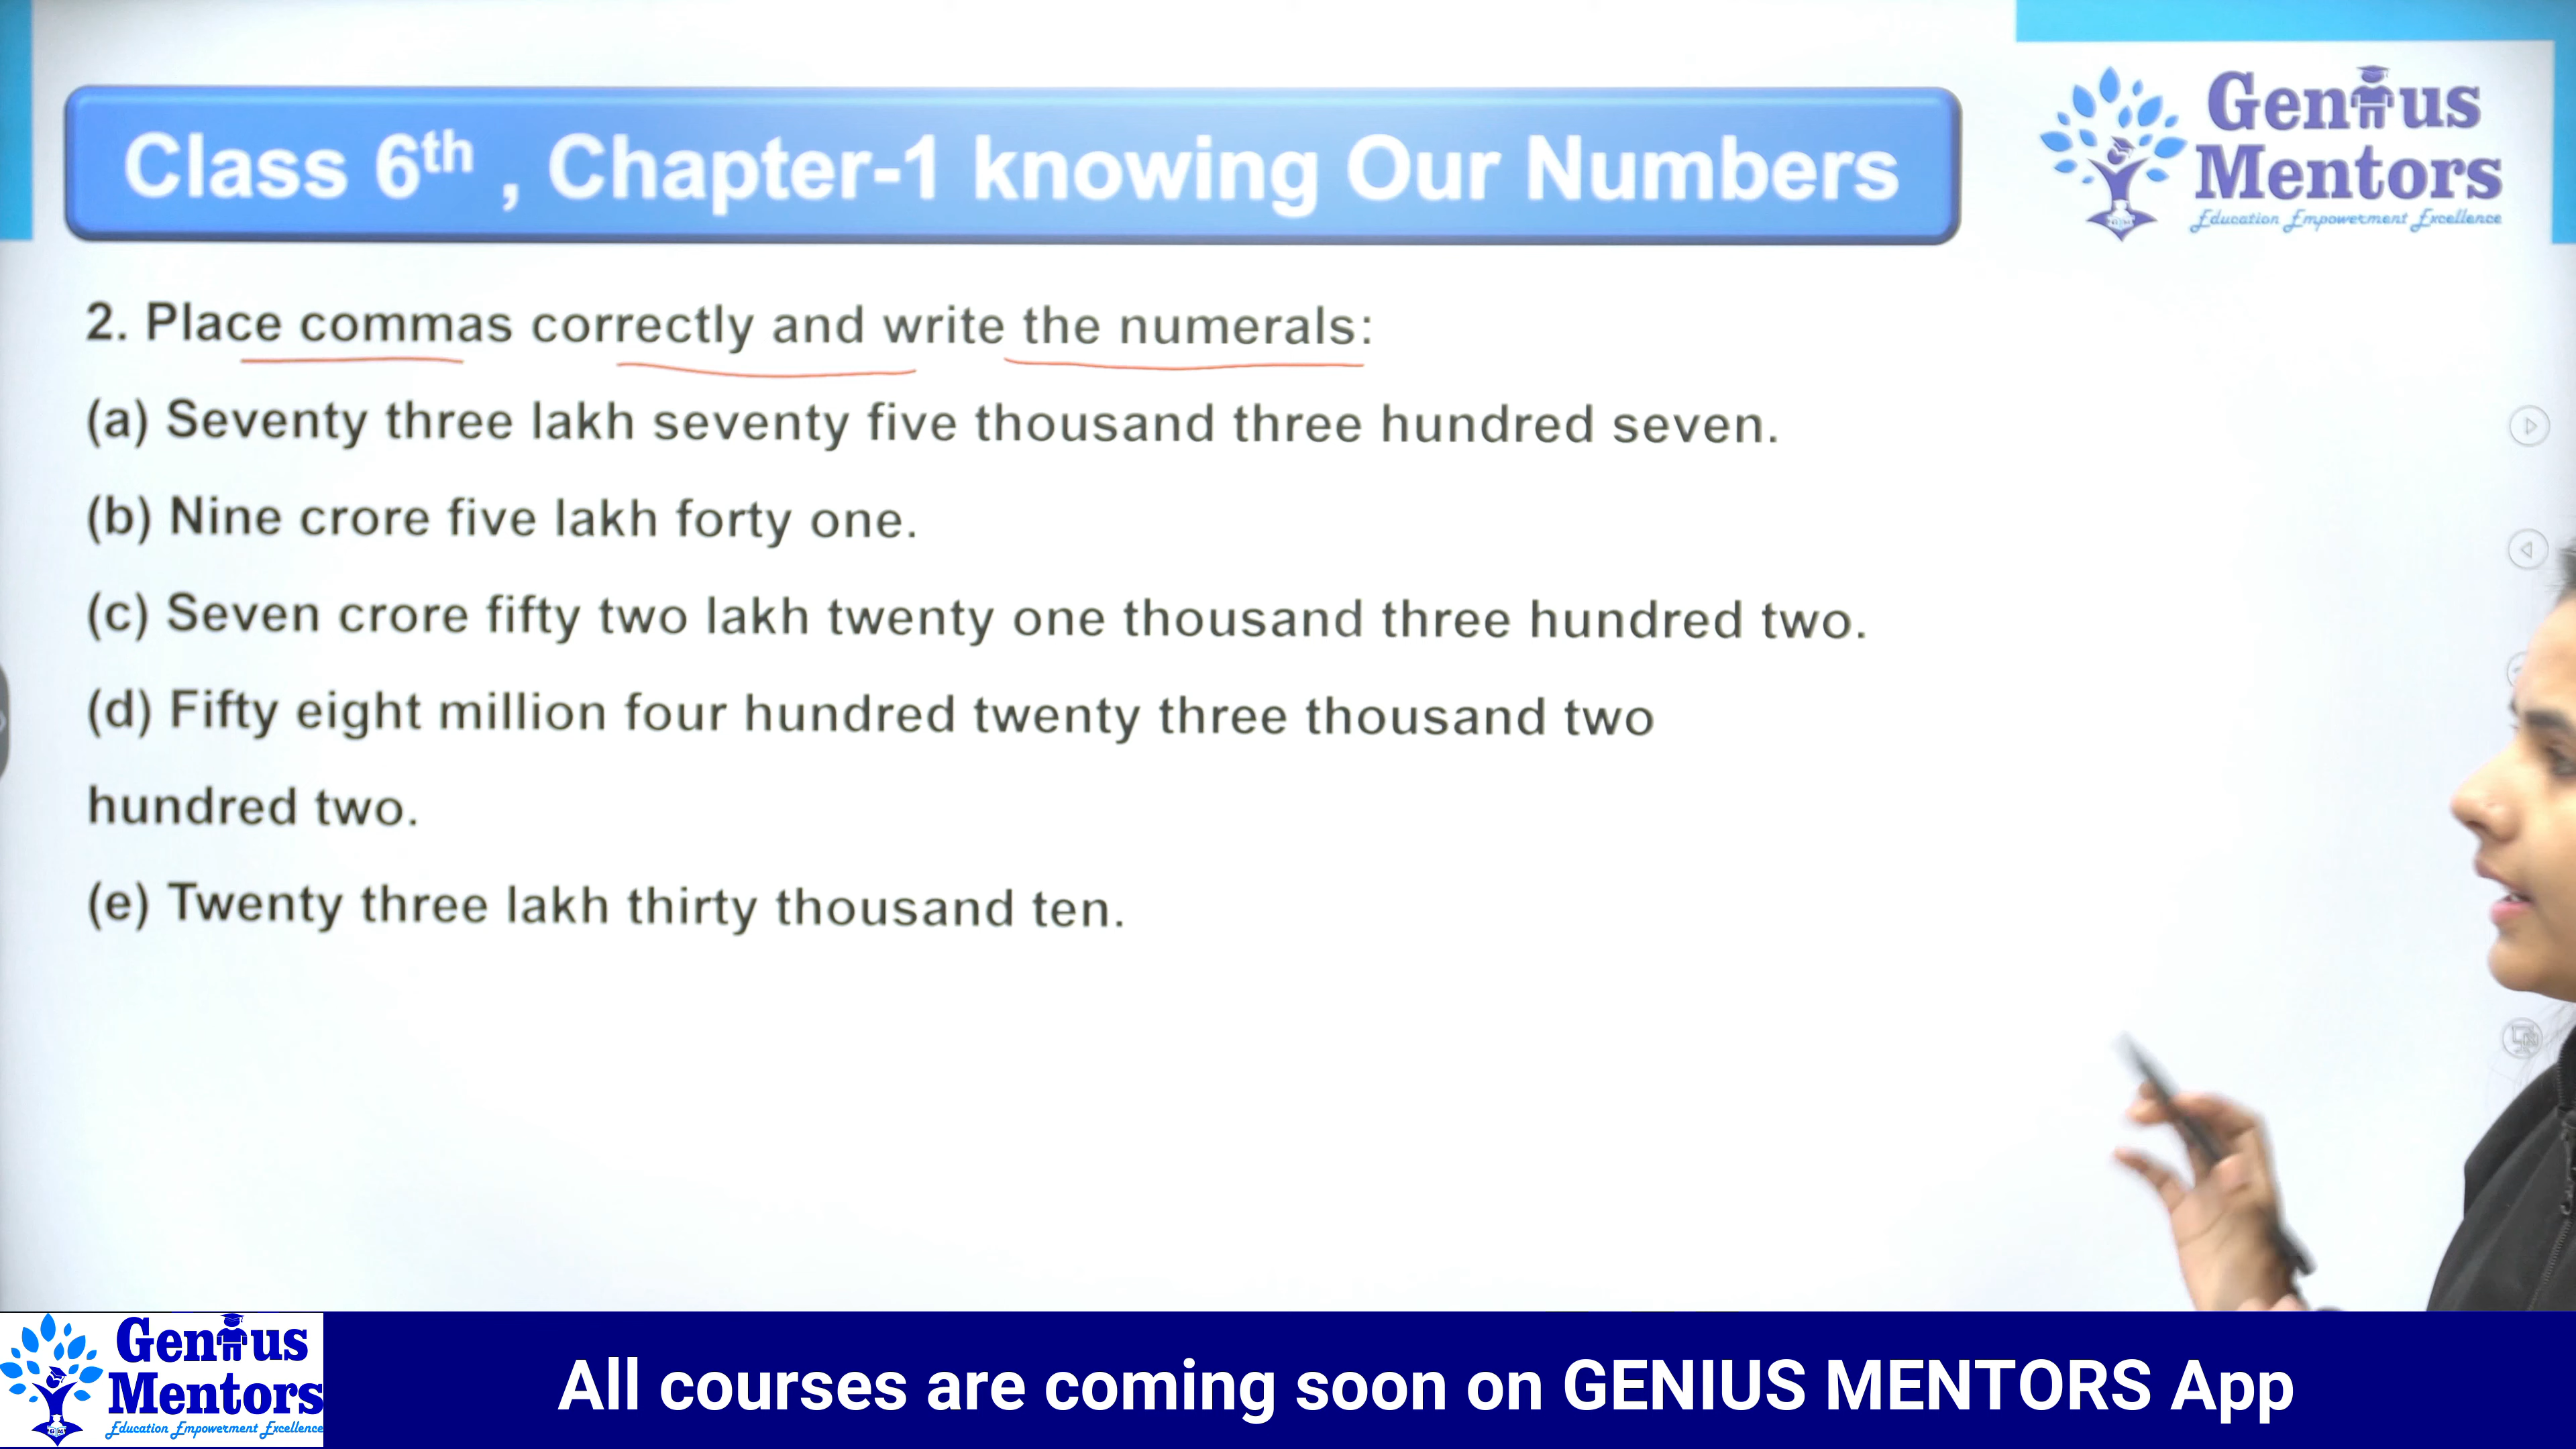 Class 6th , Chapter-1 knowing Our Numbers
Genius
Mentors
Education Empowerment Excellence
2. Place commas correctly and write the numerals:
(a) Seventy three lakh seventy five thousand three hundred seven.
(b) Nine crore five lakh forty one.
(c) Seven crore fifty two lakh twenty one thousand three hundred two.
(d) Fifty eight million four hundred twenty three thousand two
hundred two.
(e) Twenty three lakh thirty thousand ten.
Genius
Mentors
Education Empowerment Excellence
All courses are coming soon on GENIUS MENTORS App